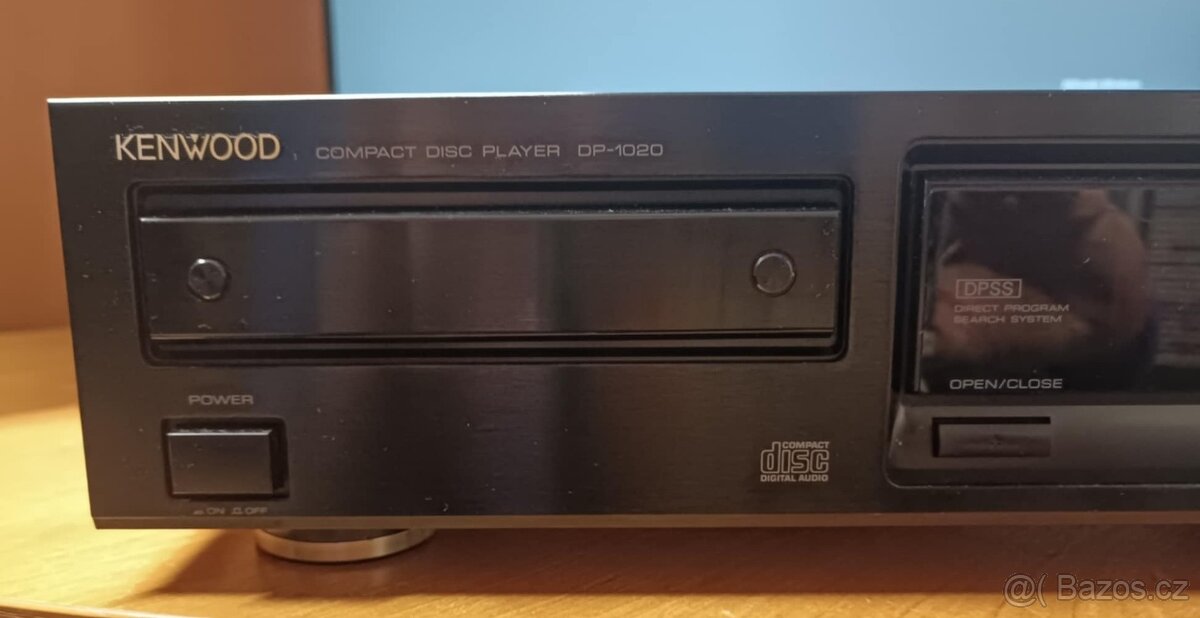 KENWOOD COMPACT DISC PLAYER DP-1020
DPSS
DIRECT PROGRAM
SEARCH SYSTEM
OPEN/CLOSE
POWER
ON OFF
COMPACT
disc
DIGITAL AUDIO
@( Bazos.cz